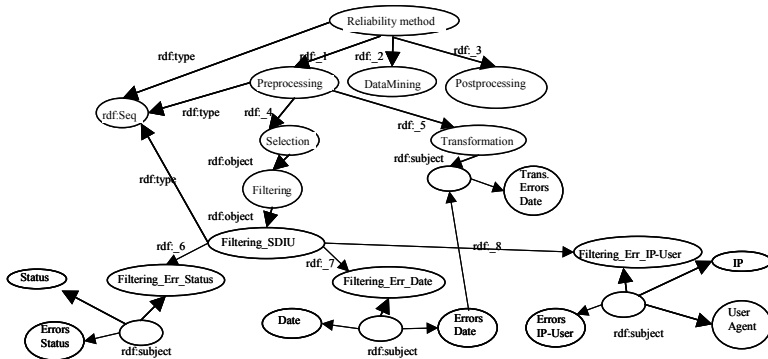 Reliability method
rdf:type
rdf:_1
rdf:_2
rdf:_3
Preprocessing
DataMining
Postprocessing
rdf:Seq
rdf:type
rdf:_4
rdf:_5
Selection
Transformation
rdf:object
rdf:subject
rdf:type
Filtering
Trans.
Errors
Date
rdf:object
rdf:_6
Filtering_SDIU
rdf:_8
rdf:_7
Filtering_Err_IP-User
Status
Filtering_Err_Status
Filtering_Err_Date
IP
Errors
Status
Date
Errors
Date
Errors
IP-User
User
Agent
rdf:subject
rdf:subject
rdf:subject